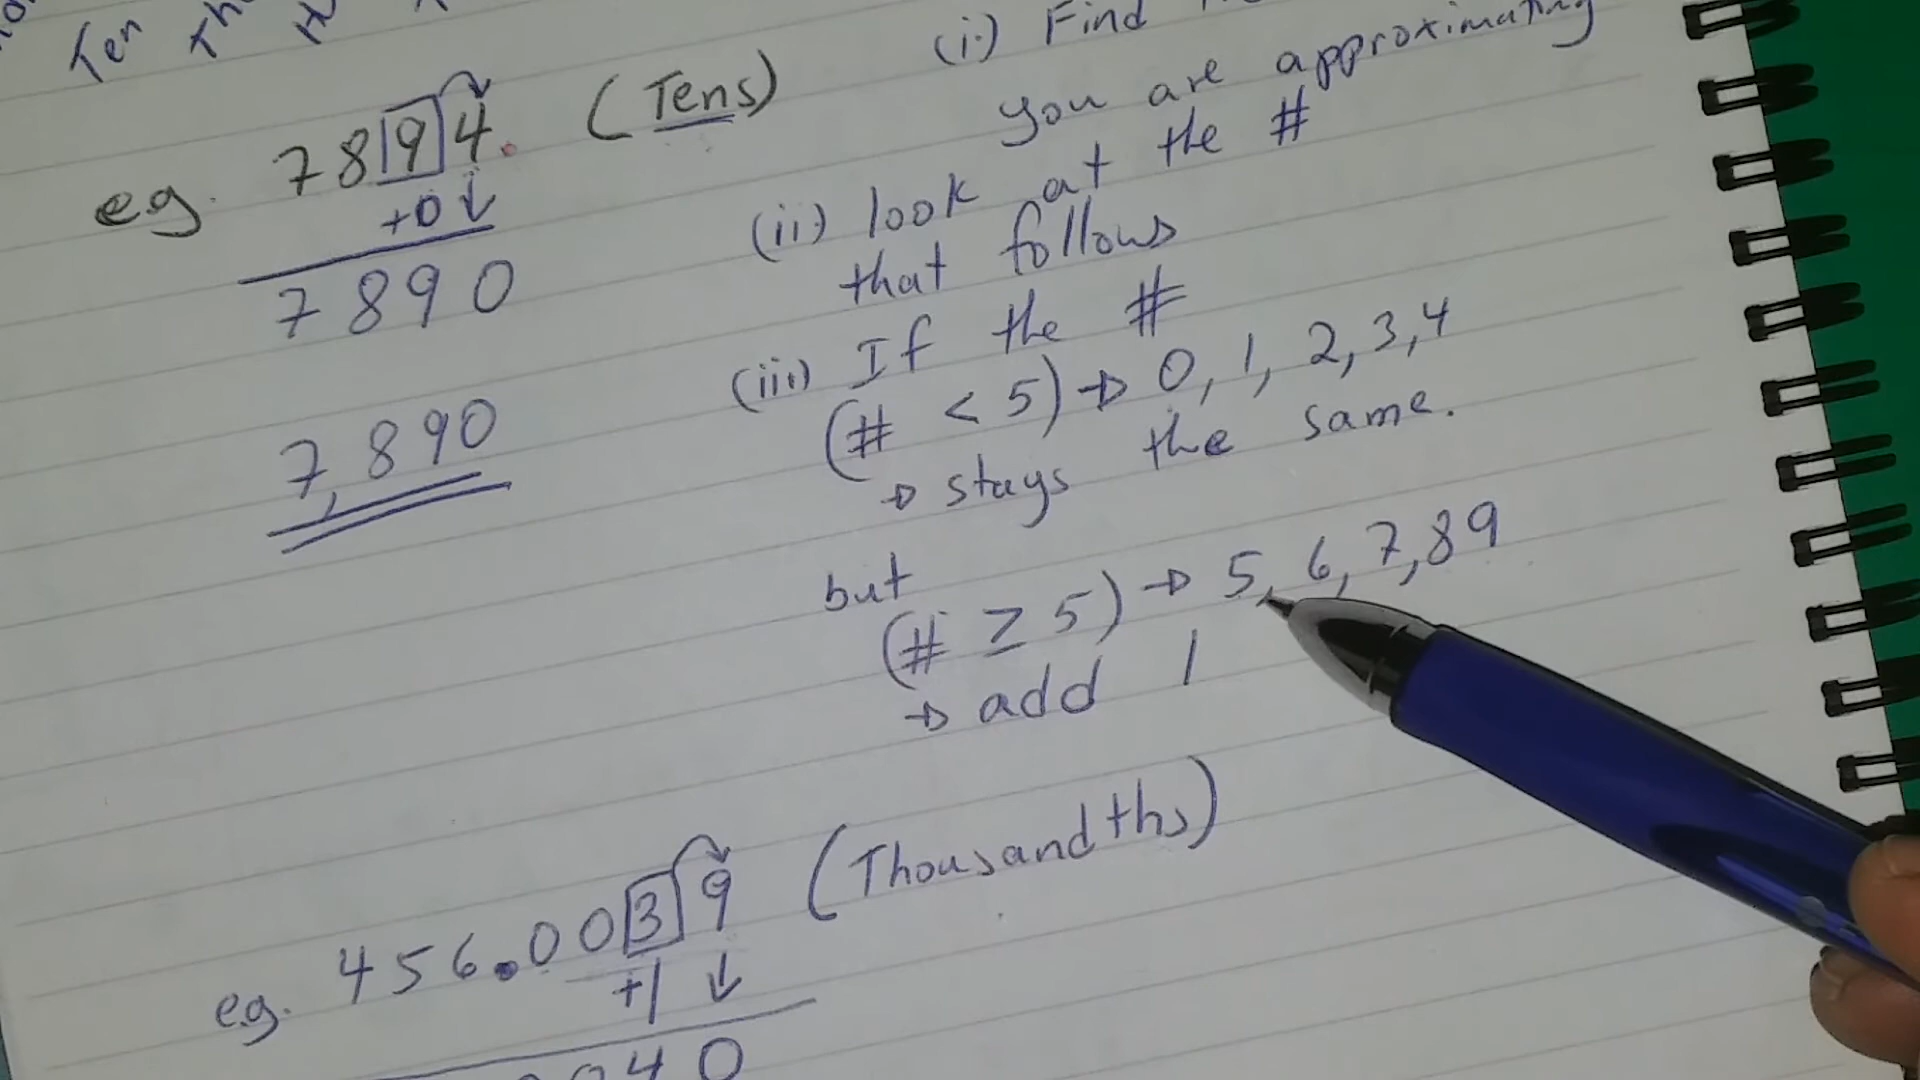 Ten
(i) Find
you are approximating
eg. 7894. (Tens)
+0↓
7890
7,890
(ii) look at the #
that follows
(iii) If the #
(# < 5) → 0, 1, 2, 3, 4
→ stays the same.
but
(# ≥ 5) → 5, 6, 7, 8 9
→ add 1
e.g. 456.0039 (Thousandths)
+1 ↓
040